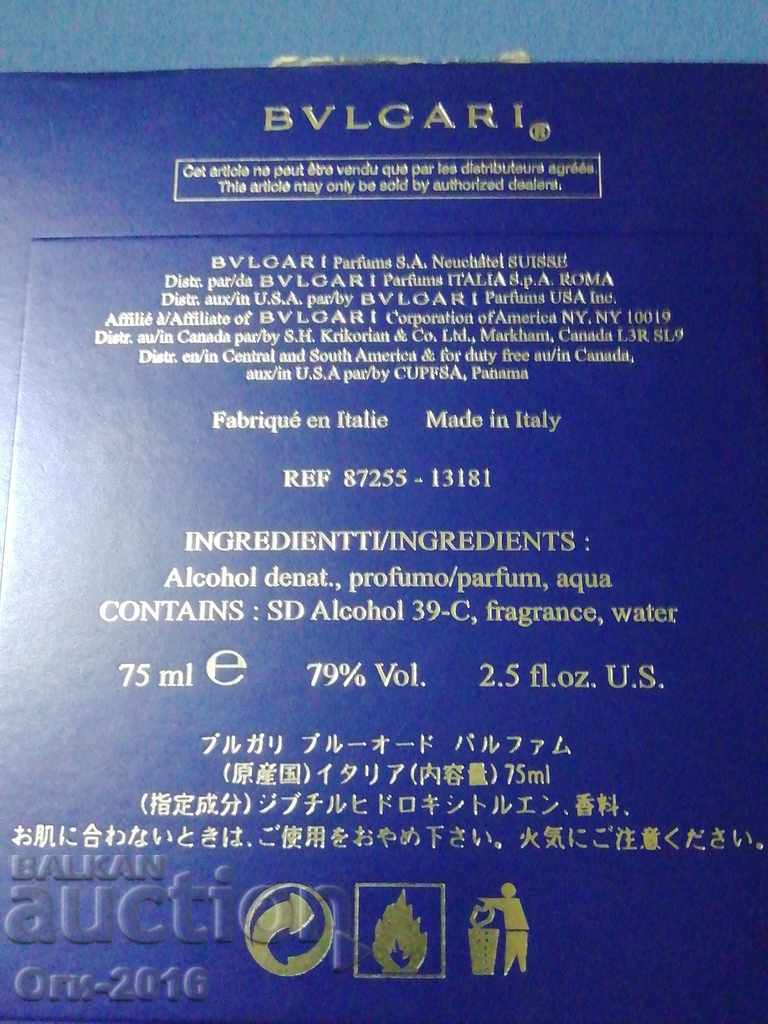 BVLGARI®
Cet article ne peut être vendu que par les distributeurs agréés.
This article may only be sold by authorized dealers.
BVLGARI Parfums S.A. Neuchâtel SUISSE
Distr. par/da BVLGARI Parfums ITALIA S.p.A. ROMA
Distr. aux/in U.S.A. par/by BVLGARI Parfums USA Inc.
Affilié à/Affiliate of BVLGARI Corporation of America NY, NY 10019
Distr. au/in Canada par/by S.H. Krikorian & Co. Ltd., Markham, Canada L3R SL9
Distr. en/in Central and South America & for duty free au/in Canada,
aux/in U.S.A par/by CUPFSA, Panama
Fabriqué en Italie Made in Italy
REF 87255 - 13181
INGREDIENTTI/INGREDIENTS :
Alcohol denat., profumo/parfum, aqua
CONTAINS : SD Alcohol 39-C, fragrance, water
75 ml e 79% Vol. 2.5 fl.oz. U.S.
ブルガリ ブルーオード パルファム
(原産国)イタリア(内容量)75ml
(指定成分)ジブチルヒドロキシトルエン、香料、
お肌に合わないときは、ご使用をおやめ下さい。火気にご注意ください。
BALKAN
auction
Огк-2016